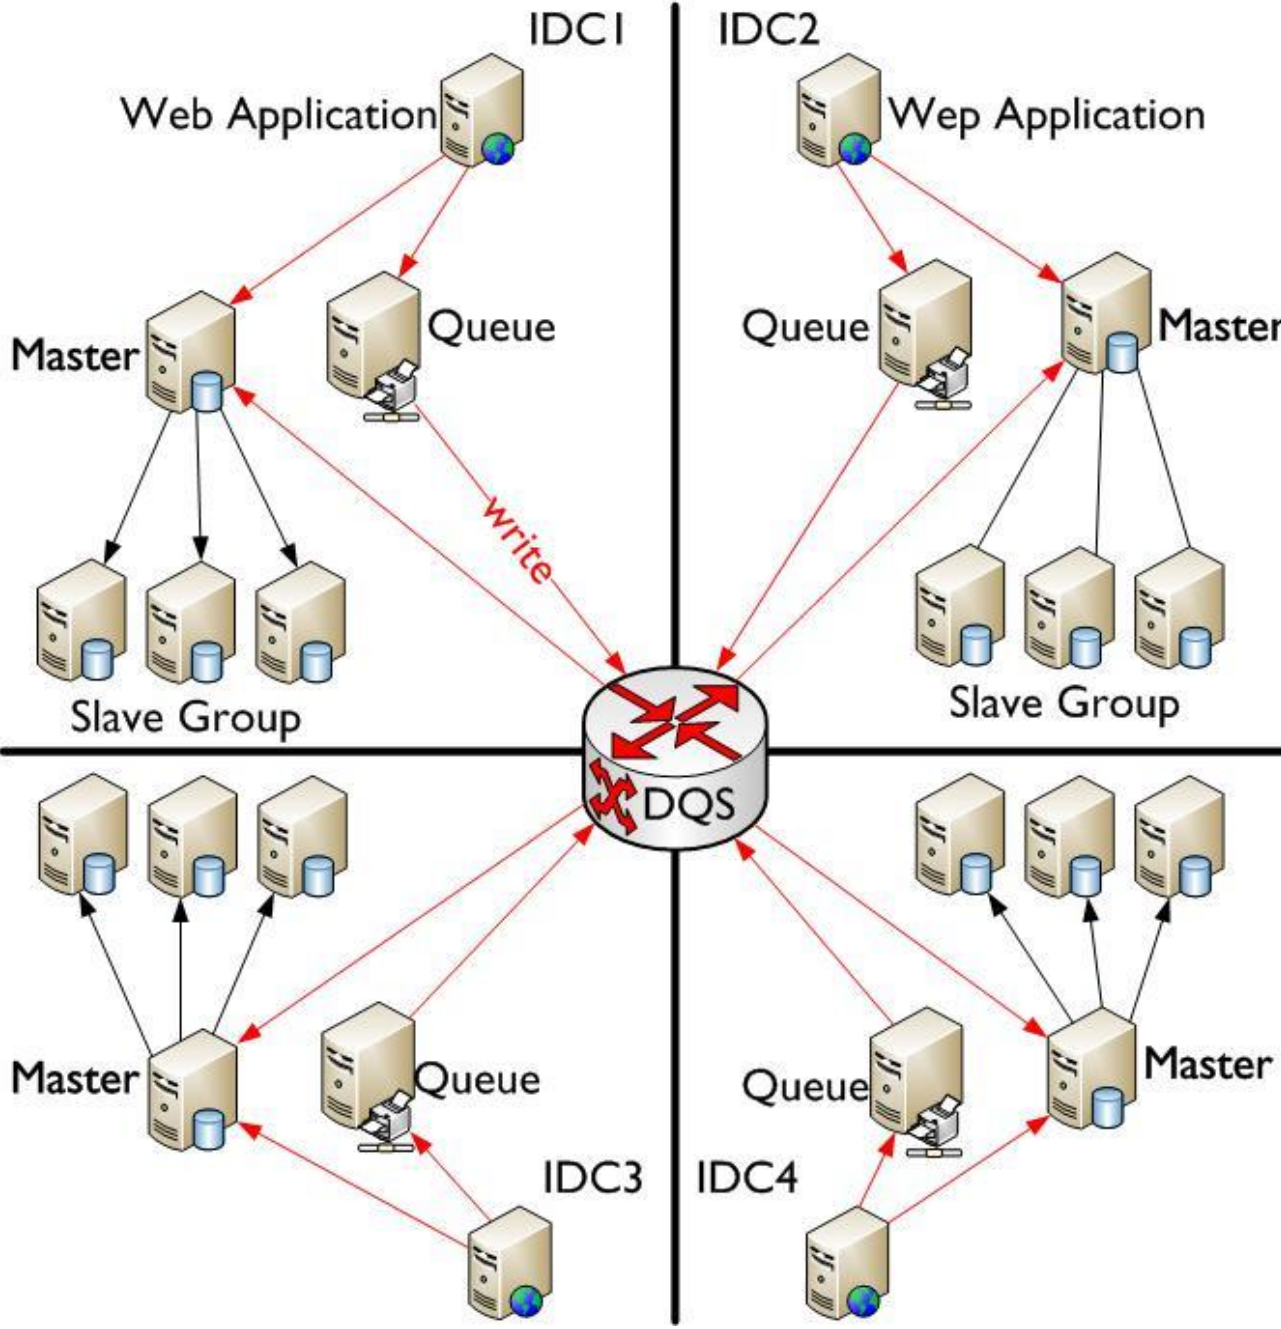 IDC1
IDC2
Web Application
Wep Application
Master
Queue
Queue
Master
write
Slave Group
Slave Group
DQS
Master
Queue
Queue
Master
IDC3
IDC4